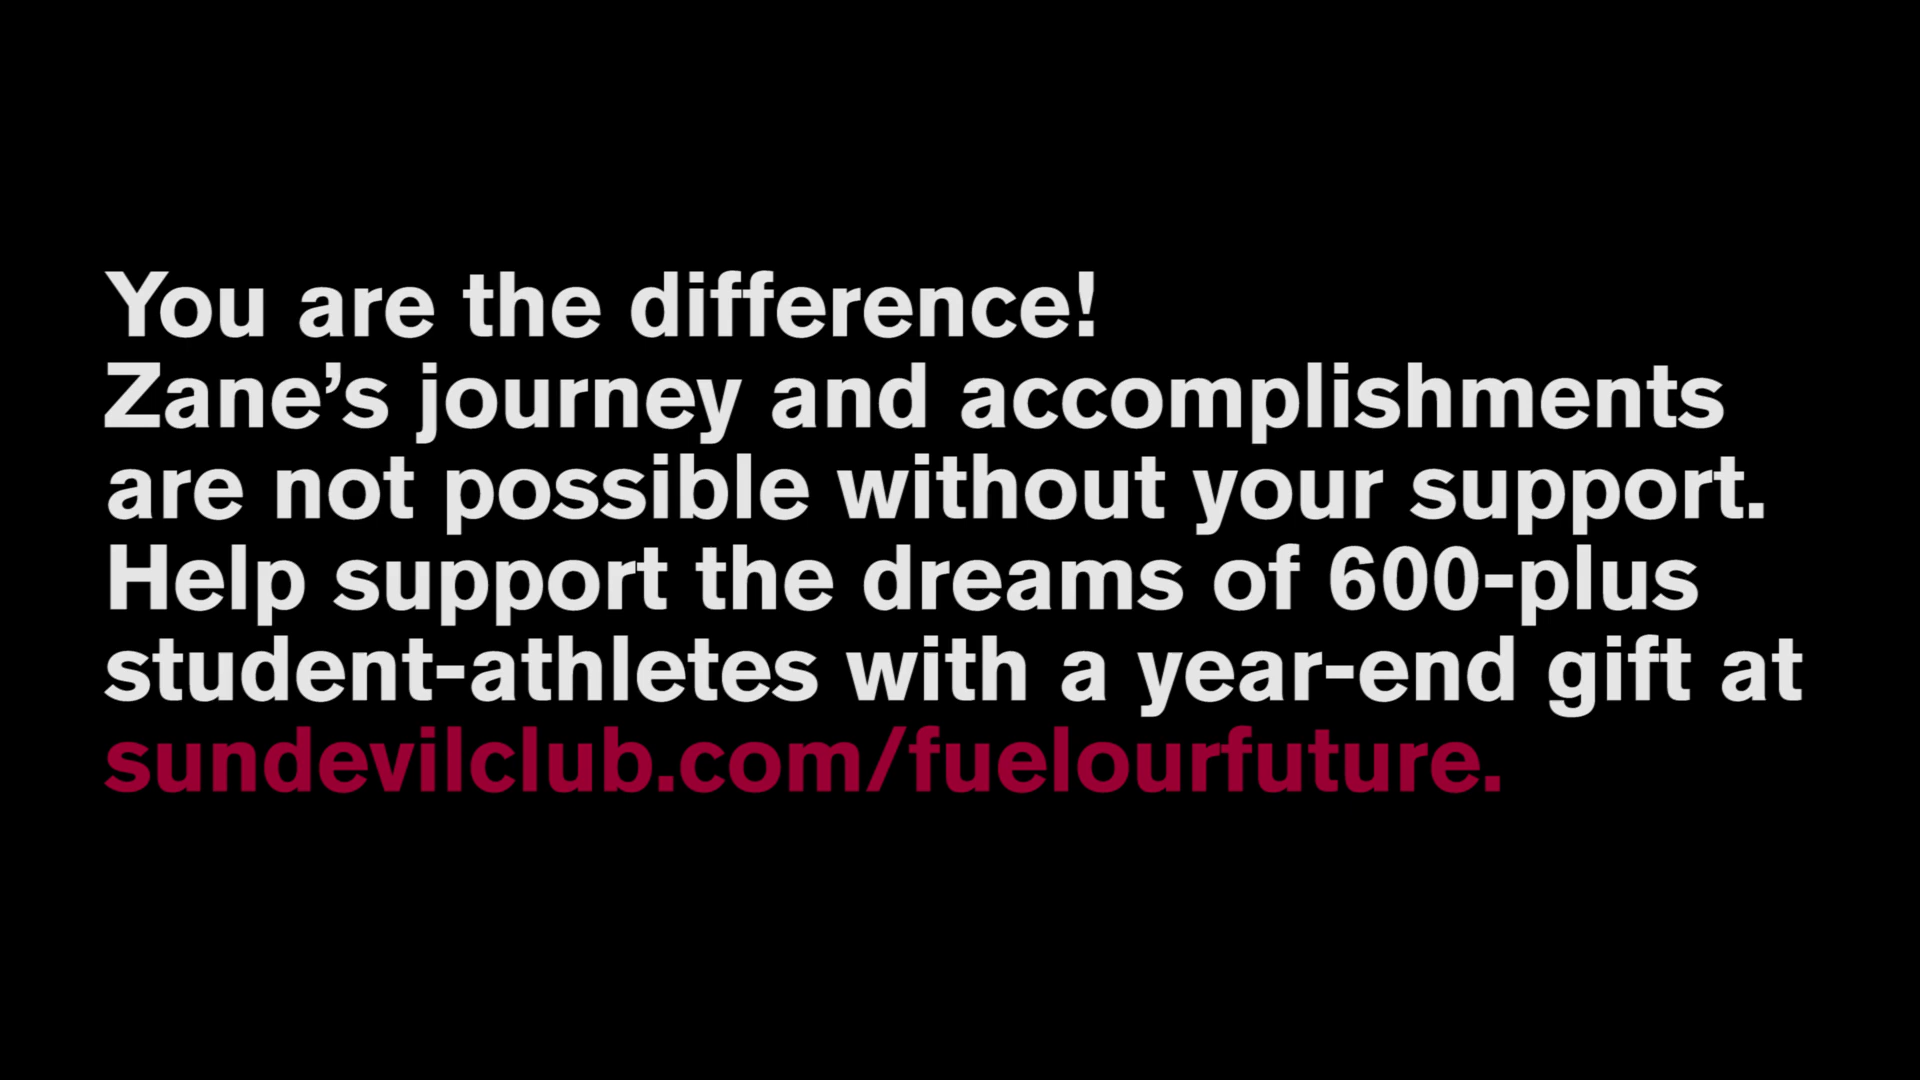 You are the difference!
Zane’s journey and accomplishments
are not possible without your support.
Help support the dreams of 600-plus
student-athletes with a year-end gift at
sundevilclub.com/fuelourfuture.